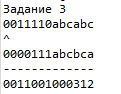 Задание 3
0011110abcabc
^
0000111abcbca
-------------
0011001000312